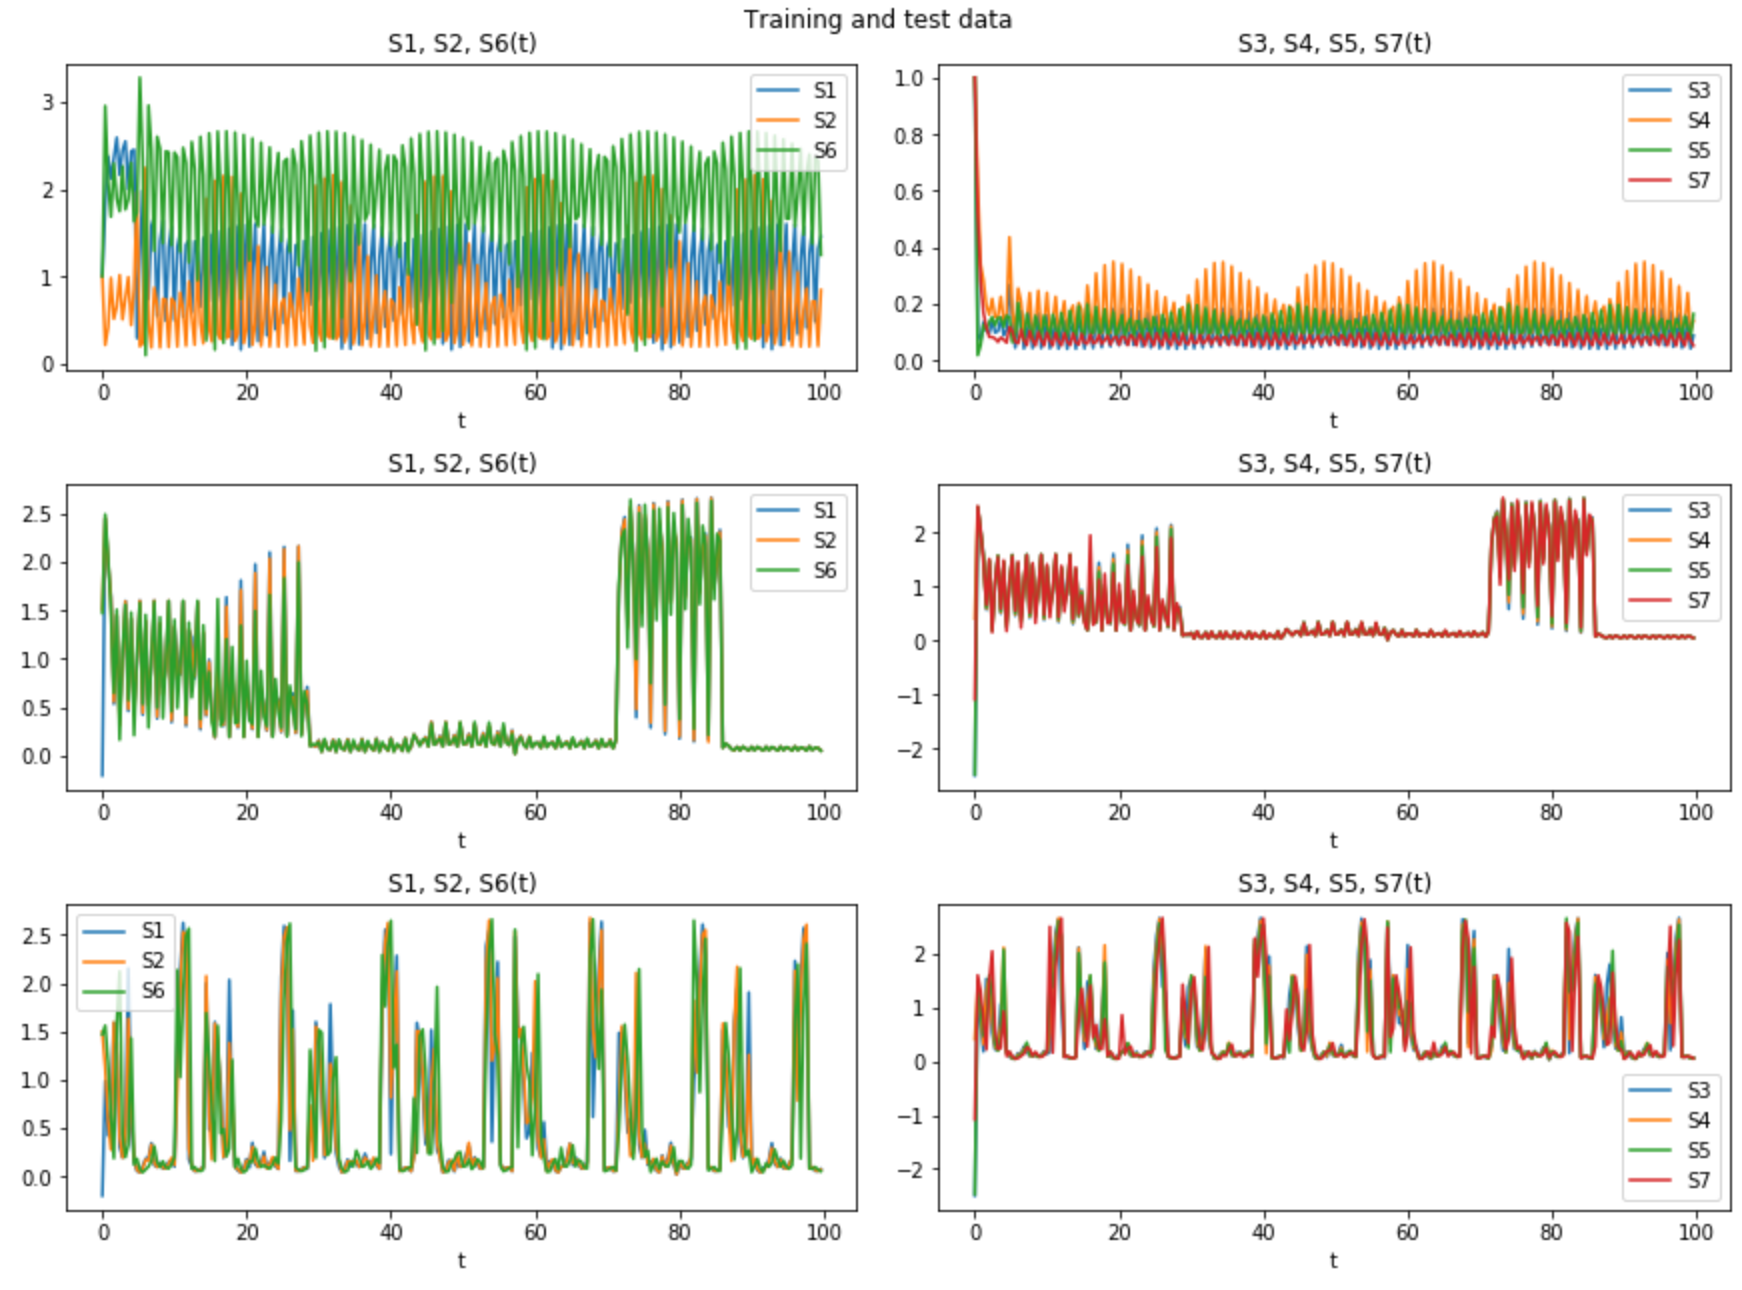 Training and test data
S1, S2, S6(t)
3
2
1
0
S1
S2
S6
0 20 40 60 80 100
t
S3, S4, S5, S7(t)
1.0
0.8
0.6
0.4
0.2
0.0
S3
S4
S5
S7
0 20 40 60 80 100
t
S1, S2, S6(t)
2.5
2.0
1.5
1.0
0.5
0.0
S1
S2
S6
0 20 40 60 80 100
t
S3, S4, S5, S7(t)
2
1
0
−1
−2
S3
S4
S5
S7
0 20 40 60 80 100
t
S1, S2, S6(t)
2.5
2.0
1.5
1.0
0.5
0.0
S1
S2
S6
0 20 40 60 80 100
t
S3, S4, S5, S7(t)
2
1
0
−1
−2
S3
S4
S5
S7
0 20 40 60 80 100
t